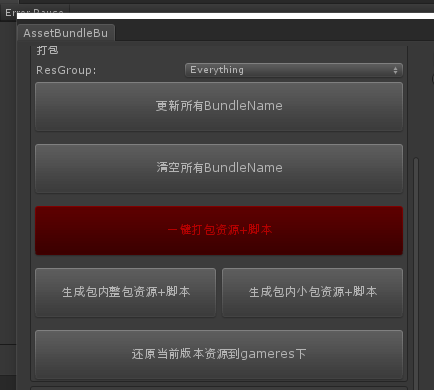 Error Pause
AssetBundleBu
打包
ResGroup: Everything
更新所有BundleName
清空所有BundleName
一键打包资源+脚本
生成包内整包资源+脚本 生成包内小包资源+脚本
还原当前版本资源到gameres下